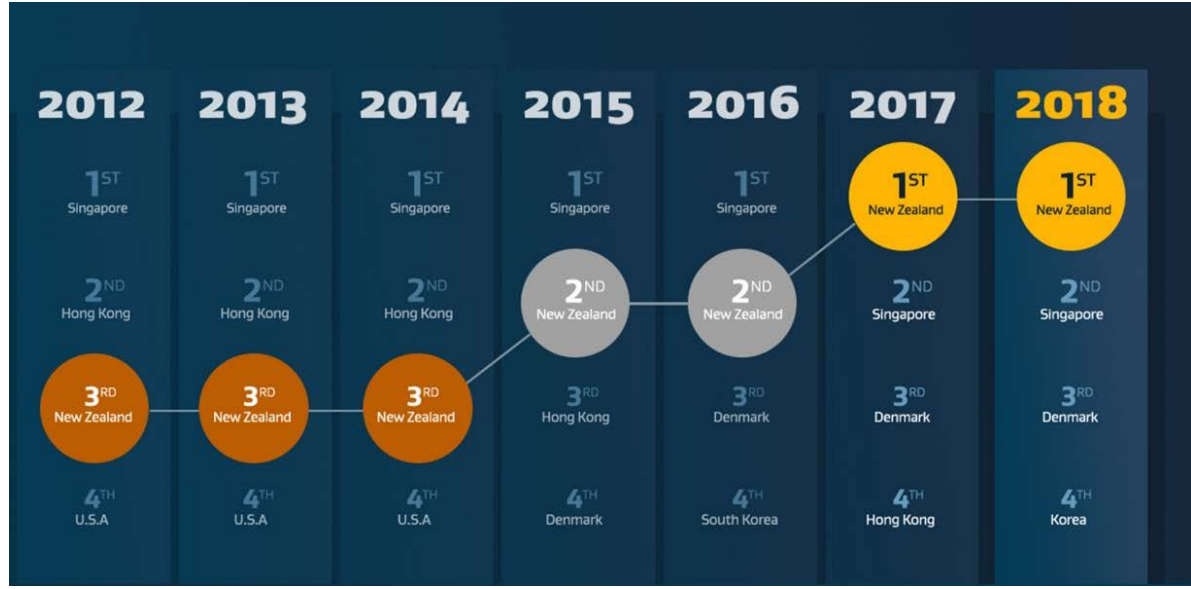 2012
1ST
Singapore
2ND
Hong Kong
3RD
New Zealand
4TH
U.S.A
2013
1ST
Singapore
2ND
Hong Kong
3RD
New Zealand
4TH
U.S.A
2014
1ST
Singapore
2ND
Hong Kong
3RD
New Zealand
4TH
U.S.A
2015
1ST
Singapore
2ND
New Zealand
3RD
Hong Kong
4TH
Denmark
2016
1ST
Singapore
2ND
New Zealand
3RD
Denmark
4TH
South Korea
2017
1ST
New Zealand
2ND
Singapore
3RD
Denmark
4TH
Hong Kong
2018
1ST
New Zealand
2ND
Singapore
3RD
Denmark
4TH
Korea